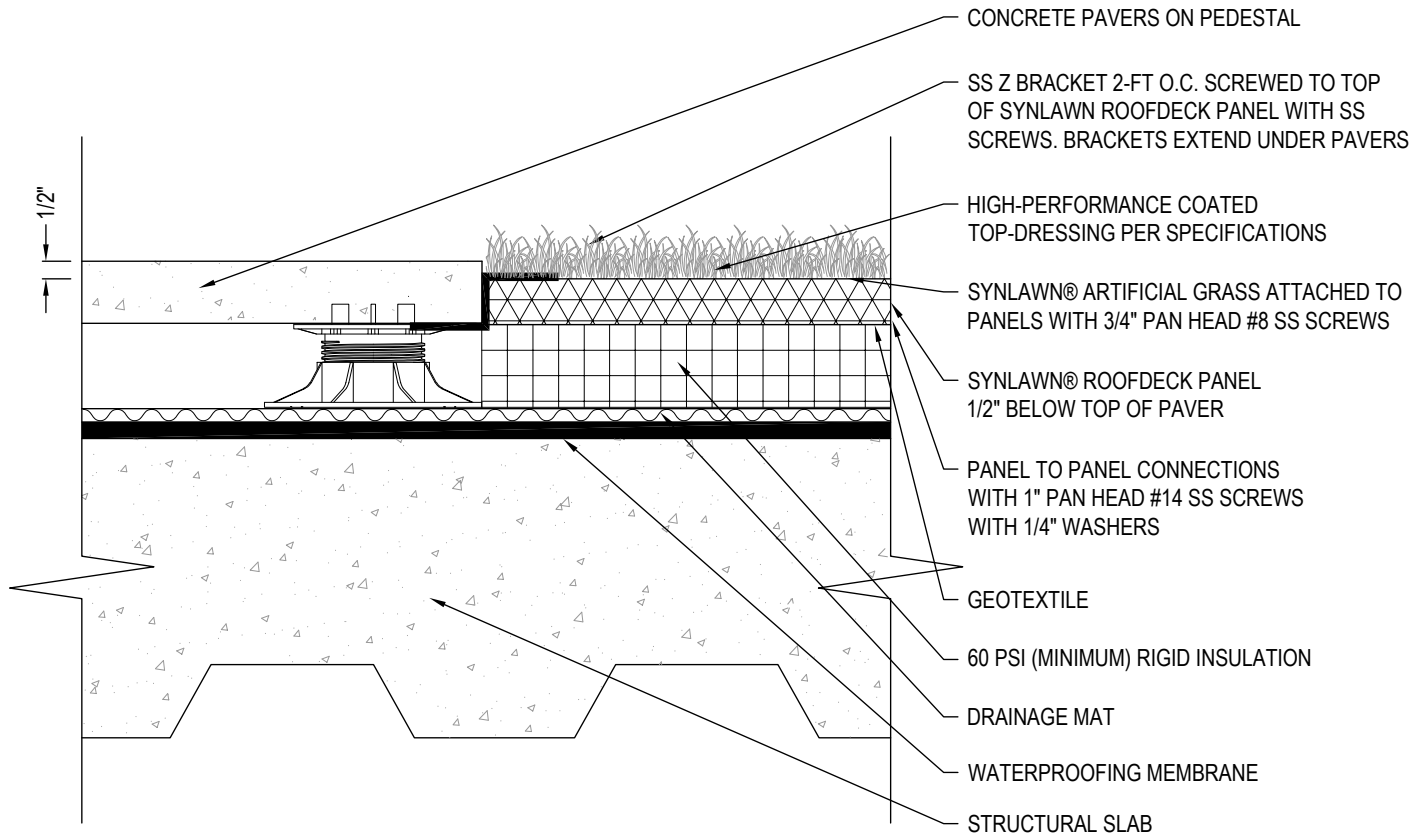 CONCRETE PAVERS ON PEDESTAL
SS Z BRACKET 2-FT O.C. SCREWED TO TOP
OF SYNLAWN ROOFDECK PANEL WITH SS
SCREWS. BRACKETS EXTEND UNDER PAVERS
1/2"
HIGH-PERFORMANCE COATED
TOP-DRESSING PER SPECIFICATIONS
SYNLAWN® ARTIFICIAL GRASS ATTACHED TO
PANELS WITH 3/4" PAN HEAD #8 SS SCREWS
SYNLAWN® ROOFDECK PANEL
1/2" BELOW TOP OF PAVER
PANEL TO PANEL CONNECTIONS
WITH 1" PAN HEAD #14 SS SCREWS
WITH 1/4" WASHERS
GEOTEXTILE
60 PSI (MINIMUM) RIGID INSULATION
DRAINAGE MAT
WATERPROOFING MEMBRANE
STRUCTURAL SLAB